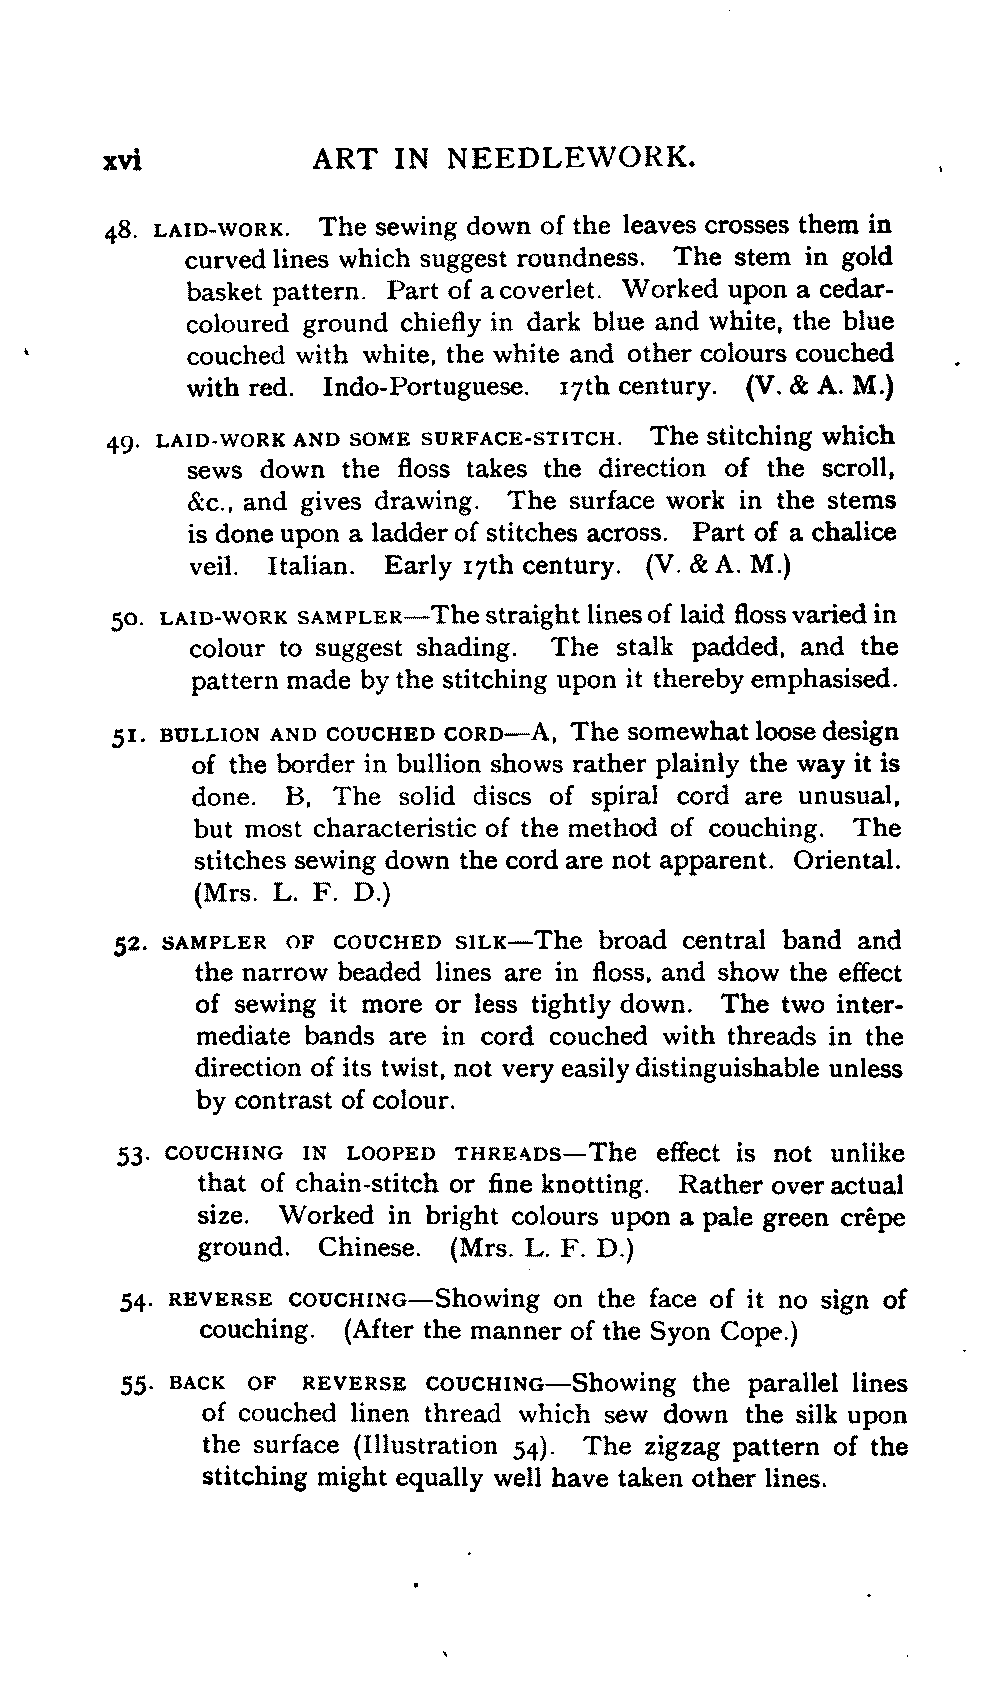 xvi ART IN NEEDLEWORK.
48. LAID-WORK. The sewing down of the leaves crosses them in
curved lines which suggest roundness. The stem in gold
basket pattern. Part of a coverlet. Worked upon a cedar-
coloured ground chiefly in dark blue and white, the blue
couched with white, the white and other colours couched
with red. Indo-Portuguese. 17th century. (V. & A. M.)
49. LAID-WORK AND SOME SURFACE-STITCH. The stitching which
sews down the floss takes the direction of the scroll,
&c., and gives drawing. The surface work in the stems
is done upon a ladder of stitches across. Part of a chalice
veil. Italian. Early 17th century. (V. & A. M.)
50. LAID-WORK SAMPLER—The straight lines of laid floss varied in
colour to suggest shading. The stalk padded, and the
pattern made by the stitching upon it thereby emphasised.
51. BULLION AND COUCHED CORD—A, The somewhat loose design
of the border in bullion shows rather plainly the way it is
done. B, The solid discs of spiral cord are unusual,
but most characteristic of the method of couching. The
stitches sewing down the cord are not apparent. Oriental.
(Mrs. L. F. D.)
52. SAMPLER OF COUCHED SILK—The broad central band and
the narrow beaded lines are in floss, and show the effect
of sewing it more or less tightly down. The two inter-
mediate bands are in cord couched with threads in the
direction of its twist, not very easily distinguishable unless
by contrast of colour.
53. COUCHING IN LOOPED THREADS—The effect is not unlike
that of chain-stitch or fine knotting. Rather over actual
size. Worked in bright colours upon a pale green crêpe
ground. Chinese. (Mrs. L. F. D.)
54. REVERSE COUCHING—Showing on the face of it no sign of
couching. (After the manner of the Syon Cope.)
55. BACK OF REVERSE COUCHING—Showing the parallel lines
of couched linen thread which sew down the silk upon
the surface (Illustration 54). The zigzag pattern of the
stitching might equally well have taken other lines.